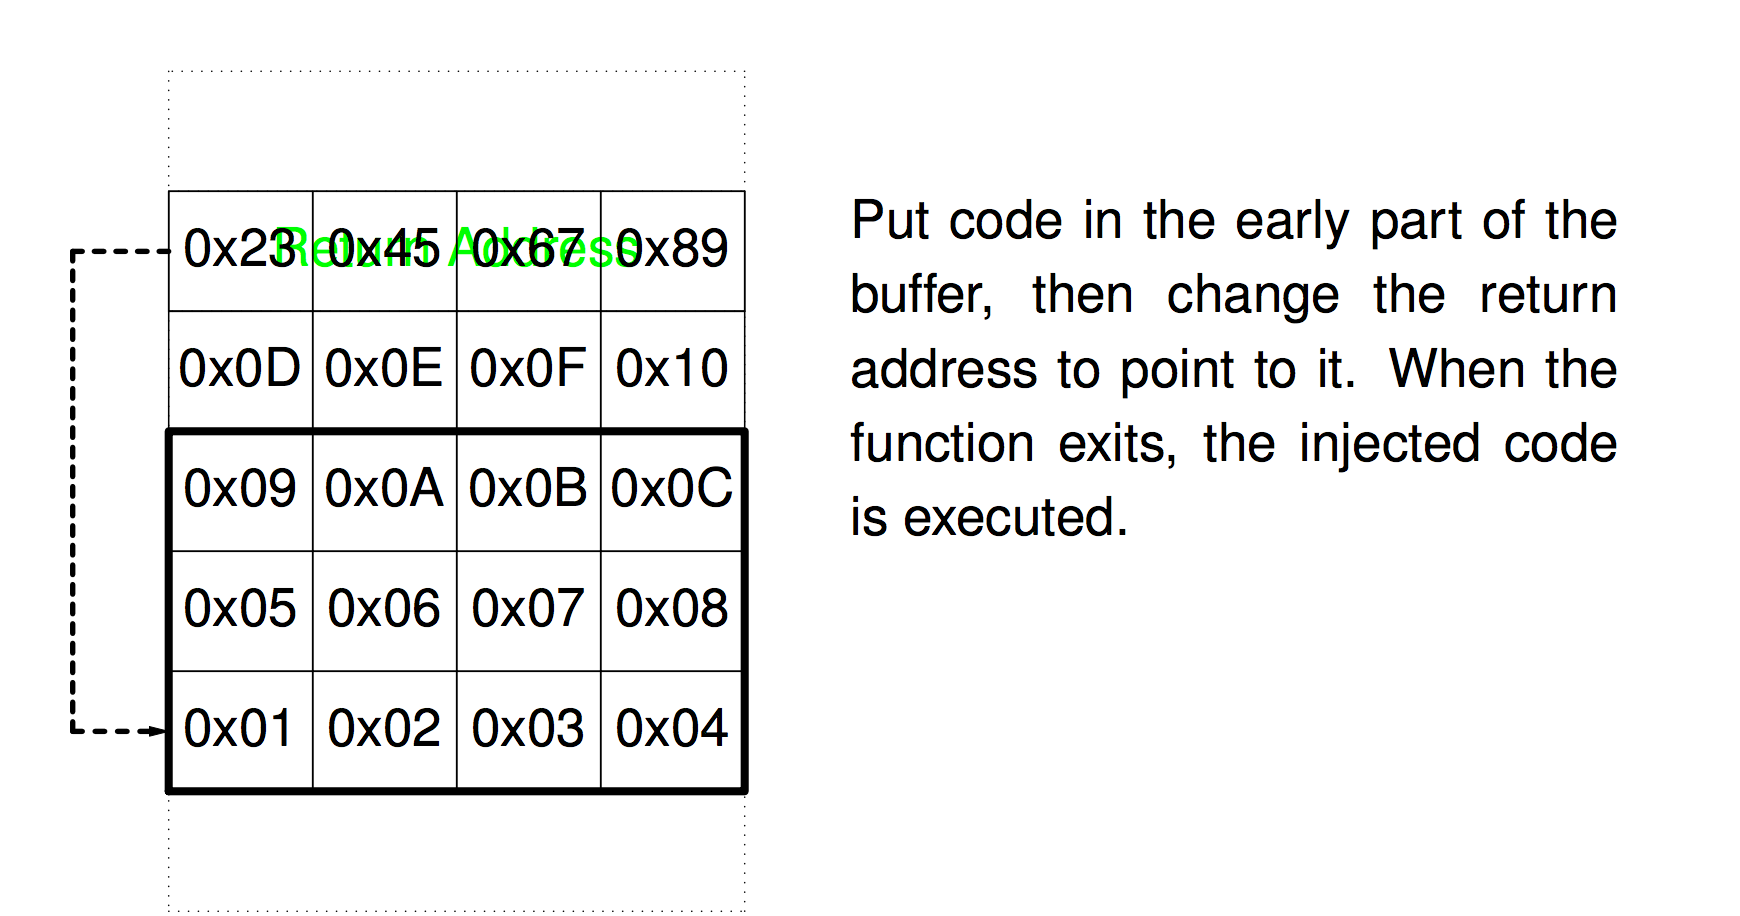 0x23 0x45 0x67 0x89
Return Address
0x0D 0x0E 0x0F 0x10
0x09 0x0A 0x0B 0x0C
0x05 0x06 0x07 0x08
0x01 0x02 0x03 0x04
Put code in the early part of the
buffer, then change the return
address to point to it. When the
function exits, the injected code
is executed.